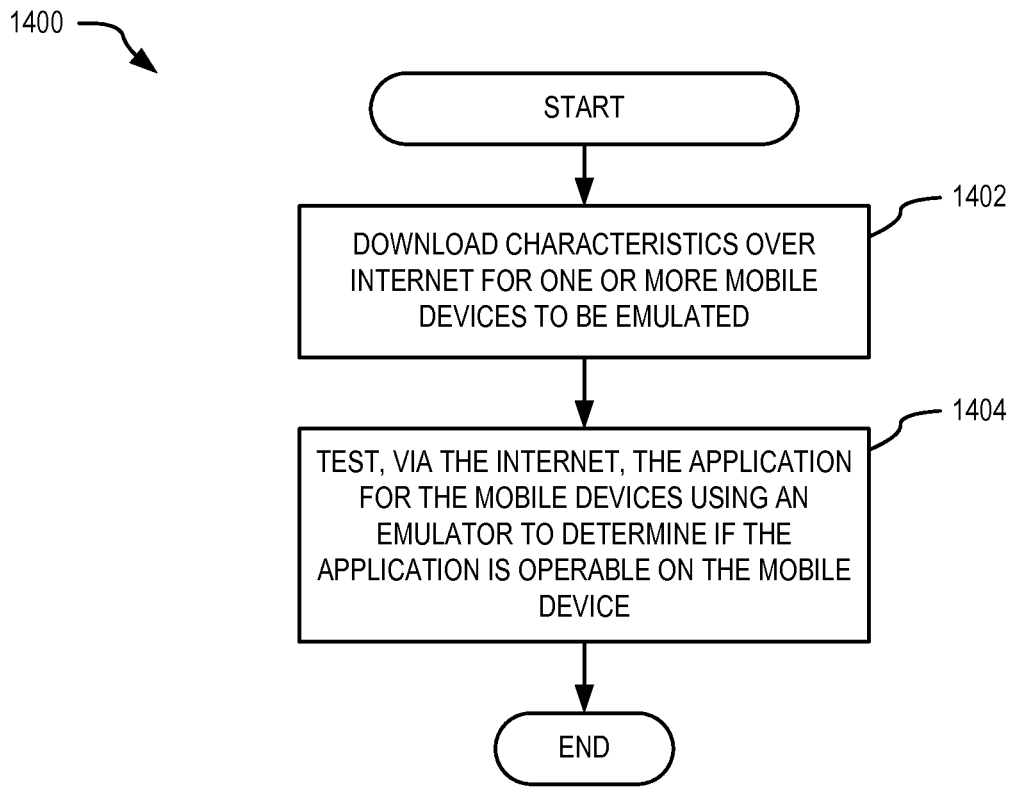 1400
START
1402
DOWNLOAD CHARACTERISTICS OVER
INTERNET FOR ONE OR MORE MOBILE
DEVICES TO BE EMULATED
1404
TEST, VIA THE INTERNET, THE APPLICATION
FOR THE MOBILE DEVICES USING AN
EMULATOR TO DETERMINE IF THE
APPLICATION IS OPERABLE ON THE MOBILE
DEVICE
END